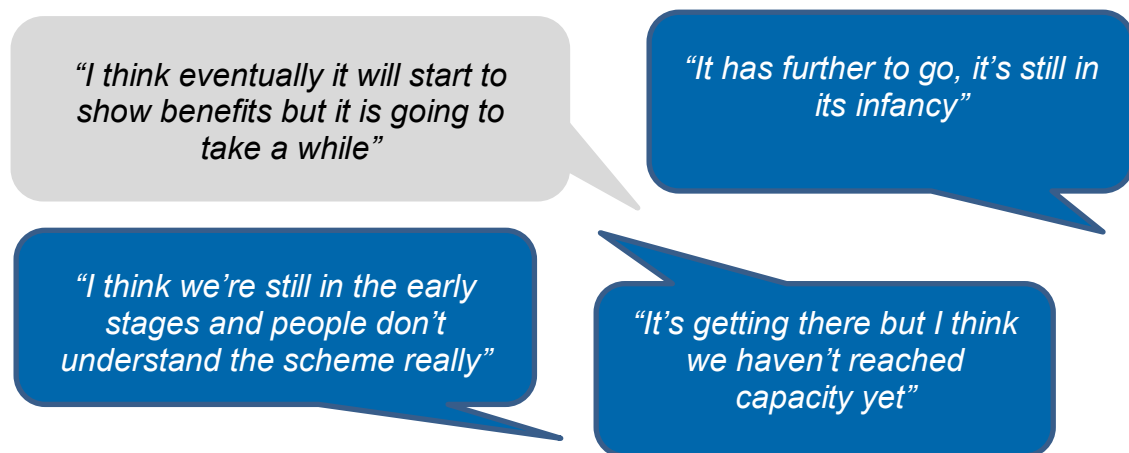 “I think eventually it will start to
show benefits but it is going to
take a while”
“It has further to go, it’s still in
its infancy”
“I think we’re still in the early
stages and people don’t
understand the scheme really”
“It’s getting there but I think
we haven’t reached
capacity yet”